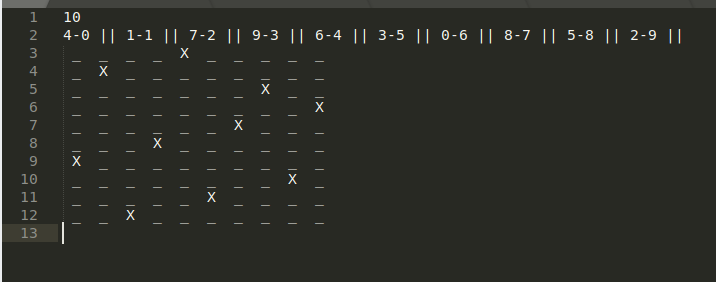 1 10
2 4-0 || 1-1 || 7-2 || 9-3 || 6-4 || 3-5 || 0-6 || 8-7 || 5-8 || 2-9 ||
3 _ _ _ _ X _ _ _ _ _
4 _ X _ _ _ _ _ _ _ _
5 _ _ _ _ _ _ _ X _ _
6 _ _ _ _ _ _ _ _ _ X
7 _ _ _ _ _ _ X _ _ _
8 _ _ _ X _ _ _ _ _ _
9 X _ _ _ _ _ _ _ _ _
10 _ _ _ _ _ _ _ _ X _
11 _ _ _ _ _ X _ _ _ _
12 _ _ X _ _ _ _ _ _ _
13